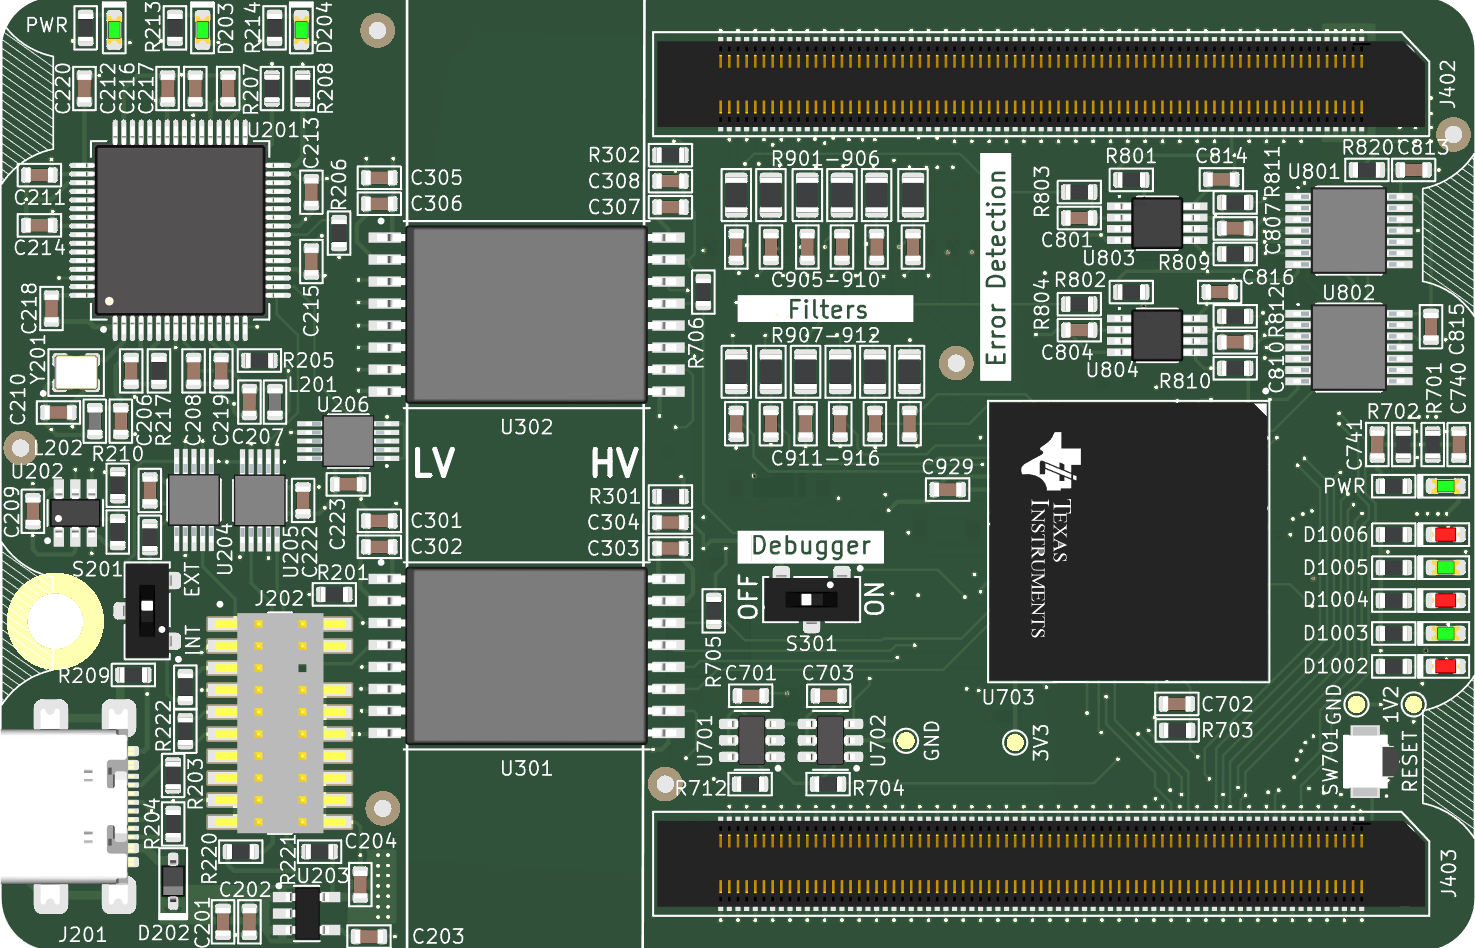 PWR
R213
D203
R214
D204
C220
C212
C216
C217
R207
R208
U201
C213
R206
C211
C214
C218
C215
C305
C306
R302
C308
C307
R901-906
C905-910
Filters
R907-912
C911-916
R706
Error Detection
J402
R803
R801
C814
R811
U801
R820
C813
C801
U803
R809
C807
C816
U802
R804
R802
R812
C804
U804
R810
C810
C815
Y201
R205
L201
C210
C206
R217
C208
C219
C207
U206
L202
R210
U202
C209
U204
U205
C222
C223
U302
LV
HV
R301
C304
C303
C301
C302
C929
R702
R701
C740
C741
PWR
D1006
D1005
D1004
D1003
D1002
TEXAS
INSTRUMENTS
Debugger
OFF
ON
S301
S201
EXT
INT
R201
J202
R209
R705
C701
C703
U703
C702
R703
GND
1V2
R222
U701
U702
GND
3V3
SW701
RESET
R203
R204
U301
R712
R704
R220
R221
C204
U203
C202
C201
J201
D202
C203
J403